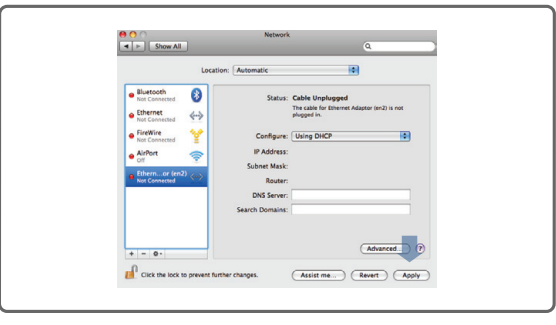 Network
Show All
Location: Automatic
Bluetooth
Not Connected
Ethernet
Not Connected
FireWire
Not Connected
AirPort
Off
Ethern...or (en2)
Not Connected
Status: Cable Unplugged
The cable for Ethernet Adaptor (en2) is not
plugged in.
Configure: Using DHCP
IP Address:
Subnet Mask:
Router:
DNS Server:
Search Domains:
Advanced...
?
Click the lock to prevent further changes.
Assist me...
Revert
Apply